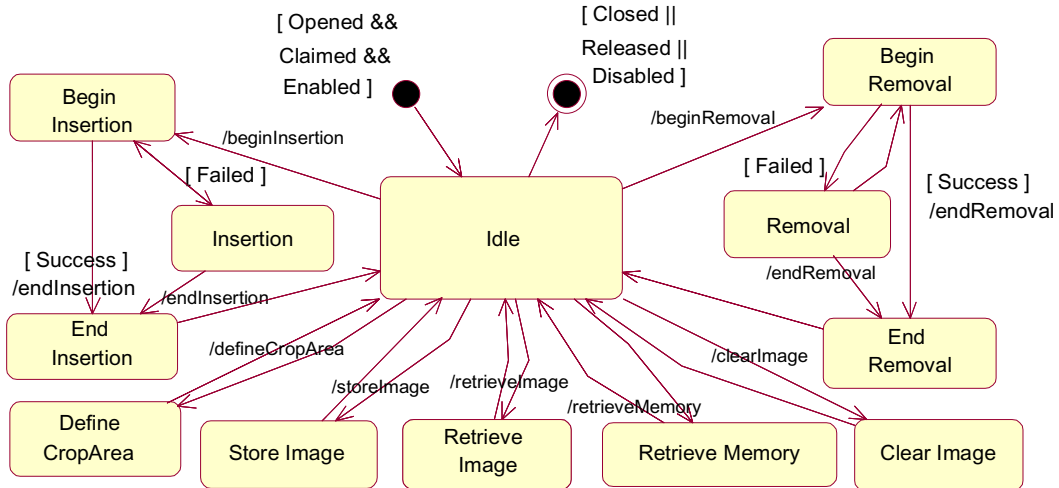 [ Opened &&
Claimed &&
Enabled ]
[ Closed ||
Released ||
Disabled ]
Begin
Insertion
/beginInsertion
/beginRemoval
Begin
Removal
[ Failed ]
[ Failed ]
[ Success ]
/endRemoval
Insertion
Idle
Removal
[ Success ]
/endInsertion
/endInsertion
/endRemoval
End
Insertion
End
Removal
/defineCropArea
/clearImage
/storeImage
/retrieveImage
/retrieveMemory
Define
CropArea
Store Image
Retrieve
Image
Retrieve Memory
Clear Image